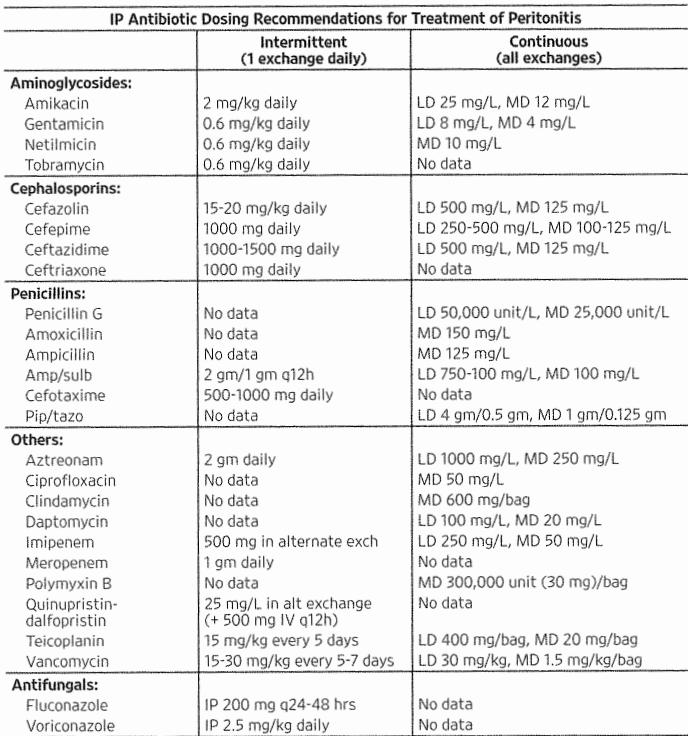 IP Antibiotic Dosing Recommendations for Treatment of Peritonitis
Intermittent Continuous
(1 exchange daily) (all exchanges)
Aminoglycosides:
Amikacin 2 mg/kg daily LD 25 mg/L, MD 12 mg/L
Gentamicin 0.6 mg/kg daily LD 8 mg/L, MD 4 mg/L
Netilmicin 0.6 mg/kg daily MD 10 mg/L
Tobramycin 0.6 mg/kg daily No data
Cephalosporins:
Cefazolin 15-20 mg/kg daily LD 500 mg/L, MD 125 mg/L
Cefepime 1000 mg daily LD 250-500 mg/L, MD 100-125 mg/L
Ceftazidime 1000-1500 mg daily LD 500 mg/L, MD 125 mg/L
Ceftriaxone 1000 mg daily No data
Penicillins:
Penicillin G No data LD 50,000 unit/L, MD 25,000 unit/L
Amoxicillin No data MD 150 mg/L
Ampicillin No data MD 125 mg/L
Amp/sulb 2 gm/1 gm q12h LD 750-100 mg/L, MD 100 mg/L
Cefotaxime 500-1000 mg daily No data
Pip/tazo No data LD 4 gm/0.5 gm, MD 1 gm/0.125 gm
Others:
Aztreonam 2 gm daily LD 1000 mg/L, MD 250 mg/L
Ciprofloxacin No data MD 50 mg/L
Clindamycin No data MD 600 mg/bag
Daptomycin No data LD 100 mg/L, MD 20 mg/L
Imipenem 500 mg in alternate exch LD 250 mg/L, MD 50 mg/L
Meropenem 1 gm daily No data
Polymyxin B No data MD 300,000 unit (30 mg)/bag
Quinupristin- 25 mg/L in alt exchange No data
dalfopristin (+ 500 mg IV q12h)
Teicoplanin 15 mg/kg every 5 days LD 400 mg/bag, MD 20 mg/bag
Vancomycin 15-30 mg/kg every 5-7 days LD 30 mg/kg, MD 1.5 mg/kg/bag
Antifungals:
Fluconazole IP 200 mg q24-48 hrs No data
Voriconazole IP 2.5 mg/kg daily No data